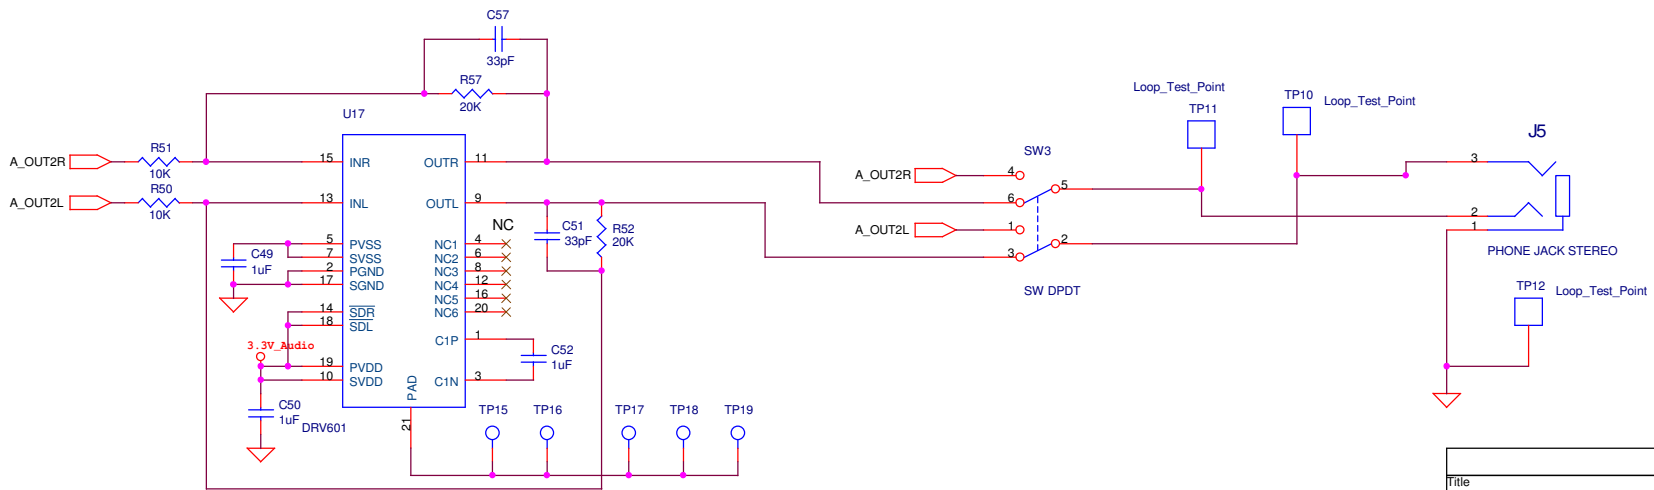 C57
33pF
R57
20K
U17
A_OUT2R
R51
10K
15
INR
OUTR
11
A_OUT2L
R50
10K
13
INL
OUTL
9
5
PVSS
7
SVSS
2
PGND
17
SGND
14
SDR
18
SDL
19
PVDD
10
SVDD
C49
1uF
3.3V_Audio
C50
1uF
DRV601
NC
NC1
4
NC2
6
NC3
8
NC4
12
NC5
16
NC6
20
C1P
1
C1N
3
C52
1uF
PAD
21
C51
33pF
R52
20K
TP15
TP16
TP17
TP18
TP19
SW3
A_OUT2R
4
6
5
A_OUT2L
1
3
2
SW DPDT
Loop_Test_Point
TP11
TP10
Loop_Test_Point
J5
3
2
1
PHONE JACK STEREO
TP12
Loop_Test_Point
Title